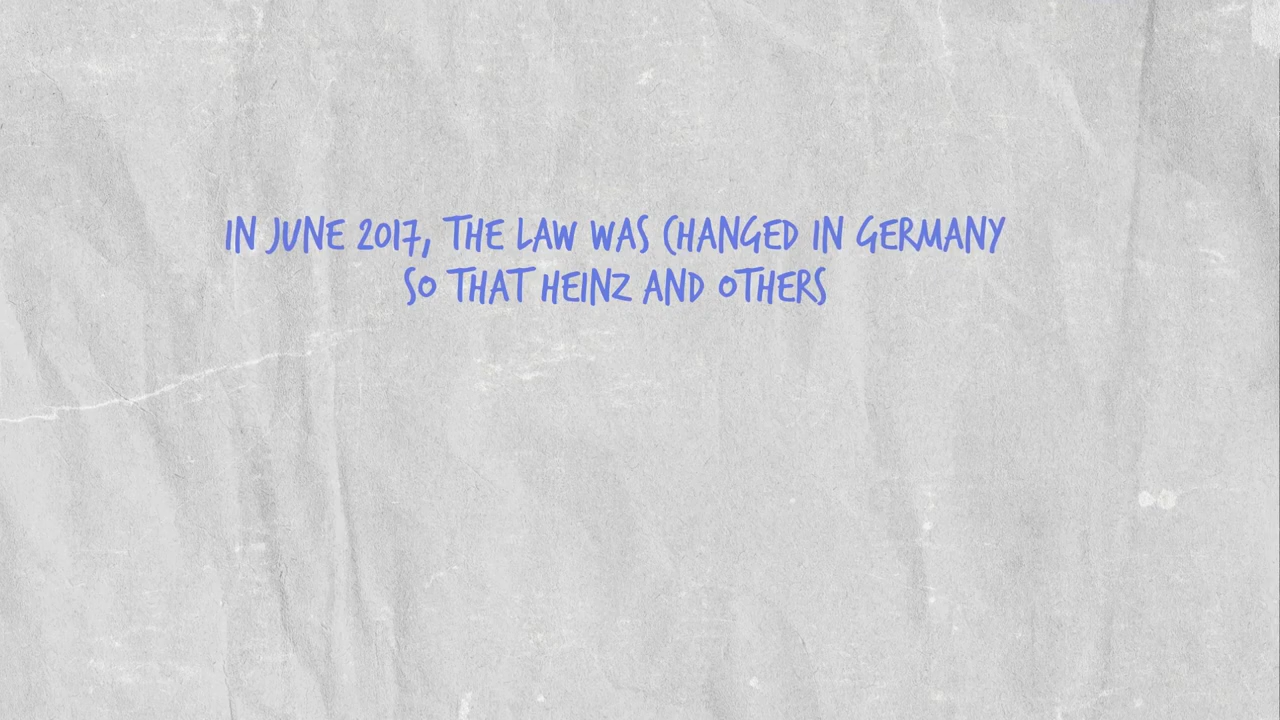 IN JUNE 2017, THE LAW WAS CHANGED IN GERMANY
SO THAT HEINZ AND OTHERS